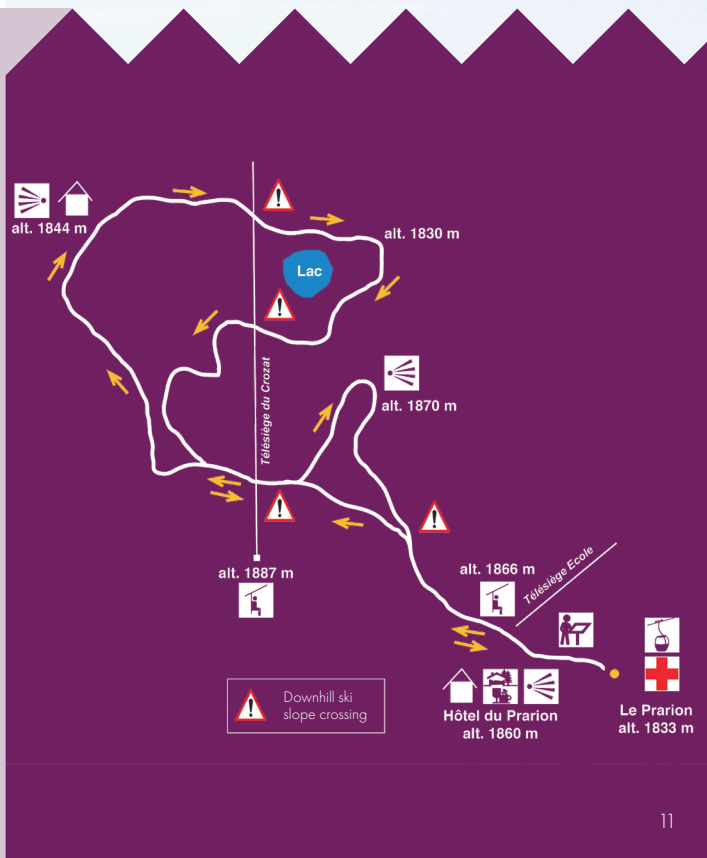 alt. 1844 m
alt. 1830 m
Lac
Télésiège du Crozat
alt. 1870 m
alt. 1887 m
alt. 1866 m
Télésiège Ecole
Downhill ski
slope crossing
Hôtel du Prarion
alt. 1860 m
Le Prarion
alt. 1833 m
11